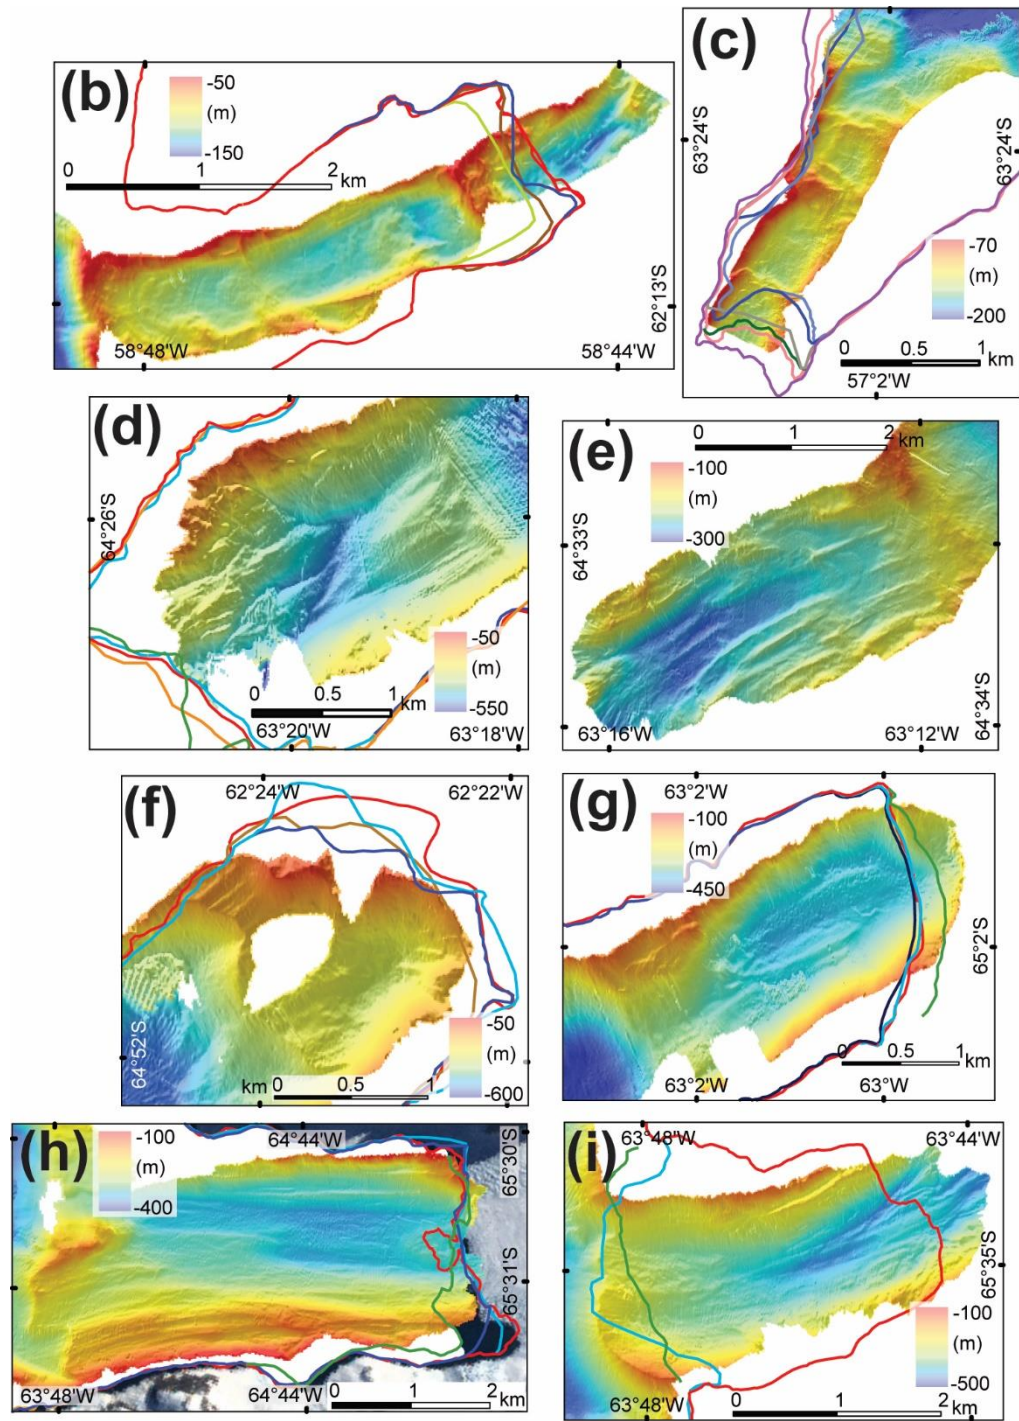 (b)
-50
(m)
-150
0 1 2
km
62°13'S
58°48'W
58°44'W
(c)
63°24'S
63°24'S
-70
(m)
-200
0 0.5 1
km
57°2'W
(d)
64°26'S
-50
(m)
-550
0 0.5 1
km
63°20'W
63°18'W
(e)
0 1 2
km
-100
(m)
-300
64°33'S
64°34'S
63°16'W
63°12'W
(f)
62°24'W
62°22'W
64°52'S
-50
(m)
-600
km 0 0.5 1
(g)
63°2'W
-100
(m)
-450
65°2'S
0 0.5 1
km
63°2'W
63°W
(h)
-100
(m)
-400
64°44'W
65°30'S
65°31'S
63°48'W
64°44'W
0 1 2
km
(i)
63°48'W
63°44'W
65°35'S
-100
(m)
-500
63°48'W
0 1 2
km